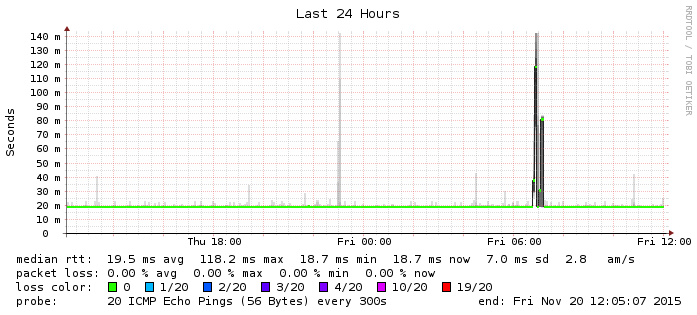 Last 24 Hours
RRDTOOL / TOBI OETIKER
Seconds
140 m
130 m
120 m
110 m
100 m
90 m
80 m
70 m
60 m
50 m
40 m
30 m
20 m
10 m
0
Thu 18:00 Fri 00:00 Fri 06:00 Fri 12:00
median rtt: 19.5 ms avg 118.2 ms max 18.7 ms min 18.7 ms now 7.0 ms sd 2.8 am/s
packet loss: 0.00 % avg 0.00 % max 0.00 % min 0.00 % now
loss color: 0 1/20 2/20 3/20 4/20 10/20 19/20
probe: 20 ICMP Echo Pings (56 Bytes) every 300s end: Fri Nov 20 12:05:07 2015